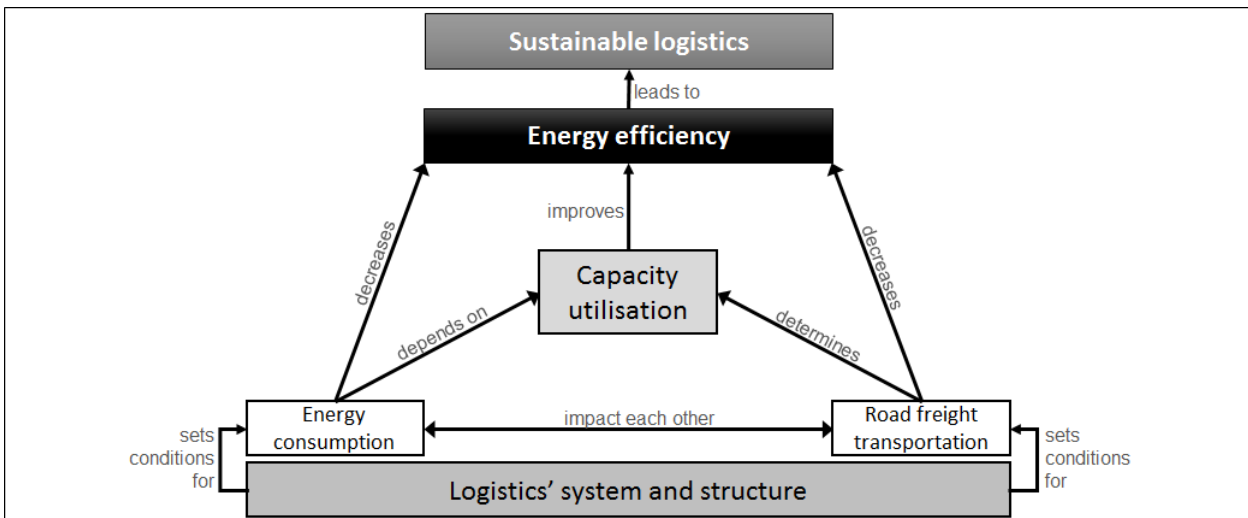 Sustainable logistics
leads to
Energy efficiency
improves
decreases
decreases
Capacity
utilisation
depends on
determines
Energy
consumption
impact each other
Road freight
transportation
sets
conditions
for
sets
conditions
for
Logistics’ system and structure